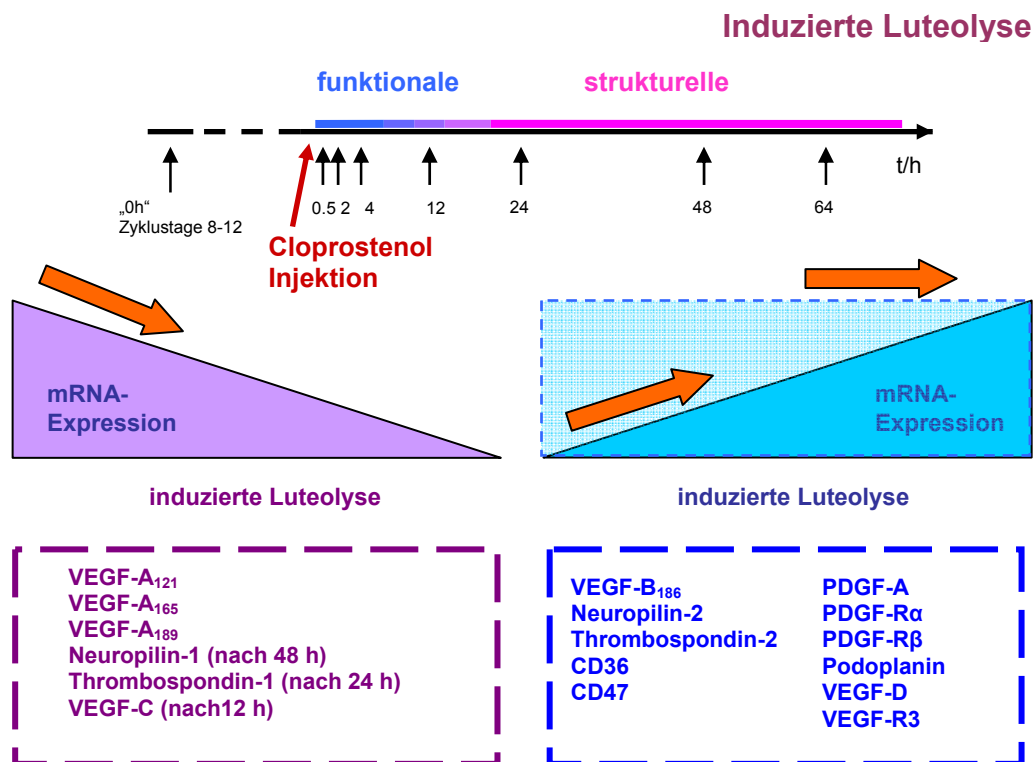 Induzierte Luteolyse
funktionale strukturelle
t/h
„0h“
Zyklustage 8-12
0.5 2 4 12 24 48 64
Cloprostenol
Injektion
mRNA-
Expression
mRNA-
Expression
induzierte Luteolyse
induzierte Luteolyse
VEGF-A₁₂₁
VEGF-A₁₆₅
VEGF-A₁₈₉
Neuropilin-1 (nach 48 h)
Thrombospondin-1 (nach 24 h)
VEGF-C (nach12 h)
VEGF-B₁₈₆
Neuropilin-2
Thrombospondin-2
CD36
CD47
PDGF-A
PDGF-Rα
PDGF-Rβ
Podoplanin
VEGF-D
VEGF-R3